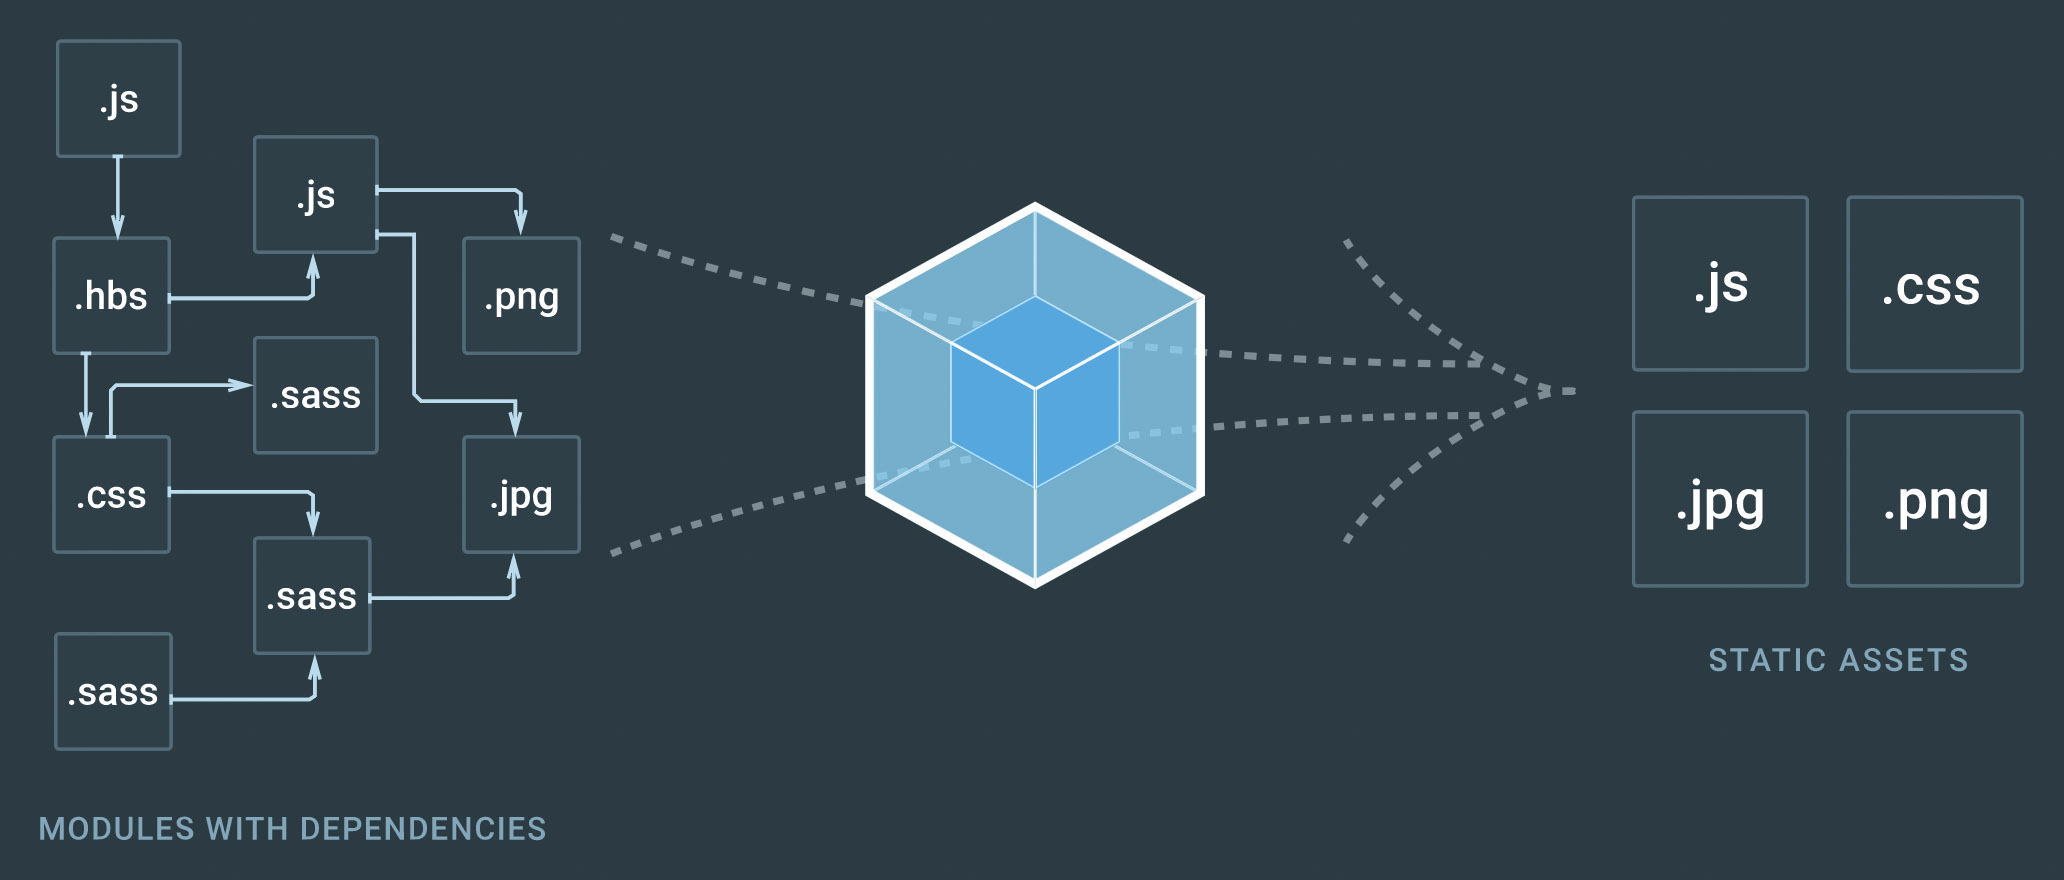 .js
.js
.hbs
.png
.sass
.css
.jpg
.sass
.sass
MODULES WITH DEPENDENCIES
.js
.css
.jpg
.png
STATIC ASSETS